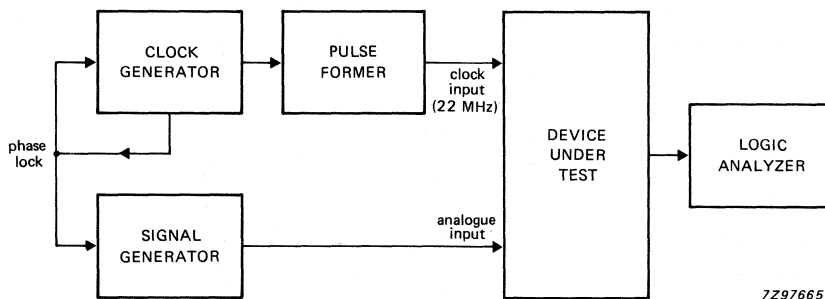 CLOCK
GENERATOR
PULSE
FORMER
clock
input
(22 MHz)
DEVICE
UNDER
TEST
LOGIC
ANALYZER
phase
lock
SIGNAL
GENERATOR
analogue
input
7Z97665